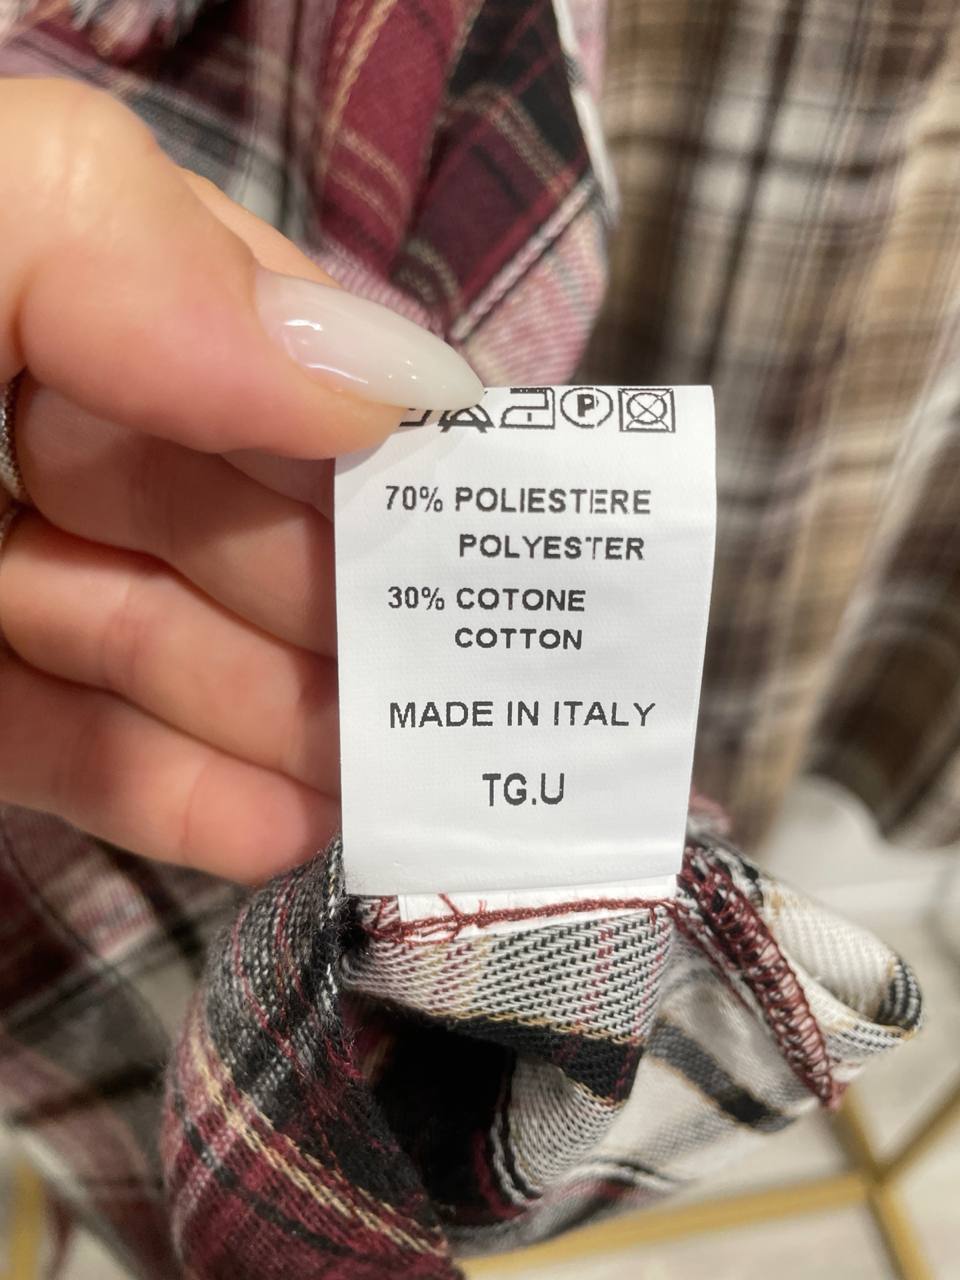 P
70% POLIESTERE
POLYESTER
30% COTONE
COTTON
MADE IN ITALY
TG.U